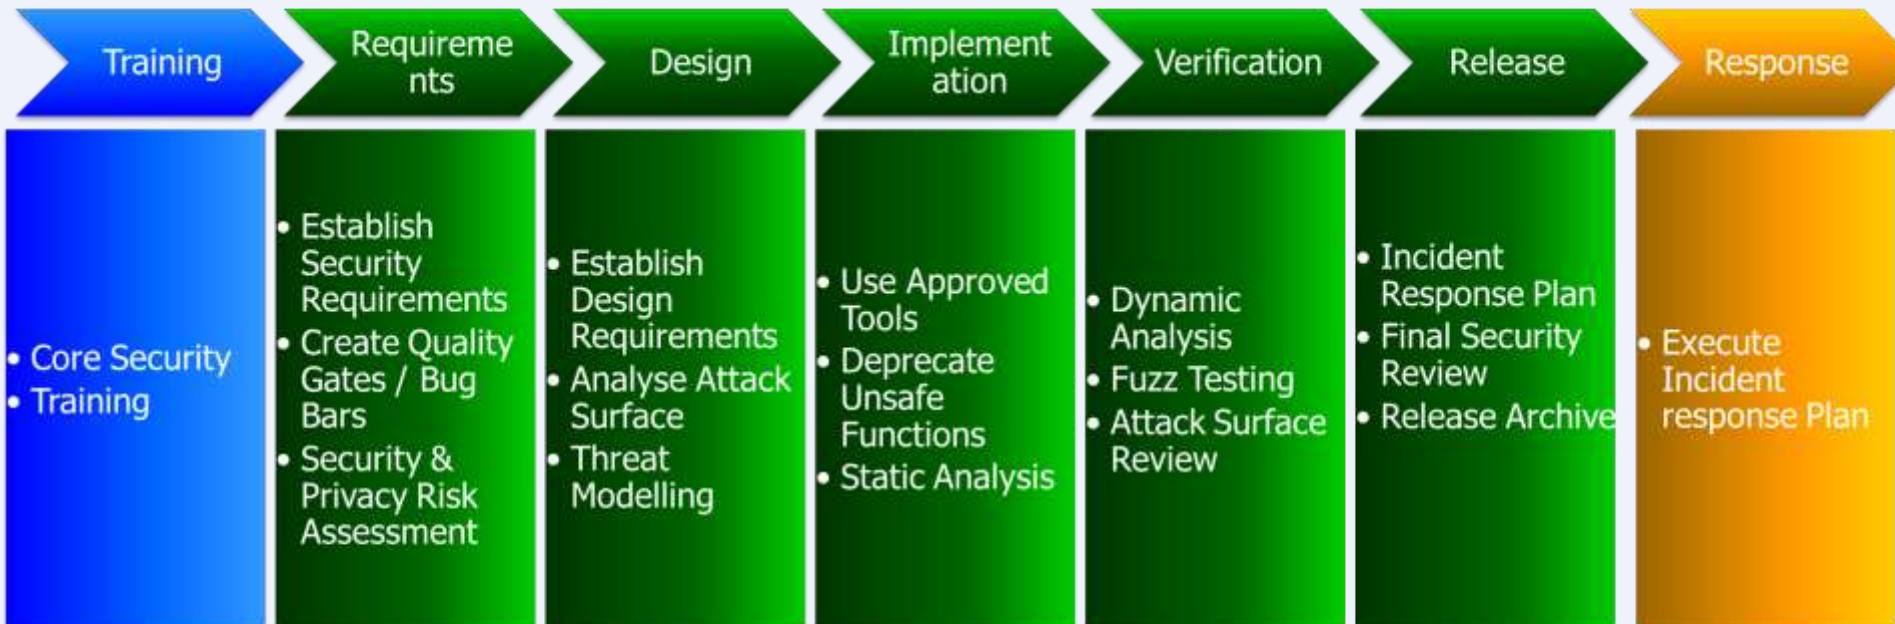 Training
Requireme
nts
Design
Implement
ation
Verification
Release
Response
• Core Security
• Training
• Establish
Security
Requirements
• Create Quality
Gates / Bug
Bars
• Security &
Privacy Risk
Assessment
• Establish
Design
Requirements
• Analyse Attack
Surface
• Threat
Modelling
• Use Approved
Tools
• Deprecate
Unsafe
Functions
• Static Analysis
• Dynamic
Analysis
• Fuzz Testing
• Attack Surface
Review
• Incident
Response Plan
• Final Security
Review
• Release Archive
• Execute
Incident
response Plan